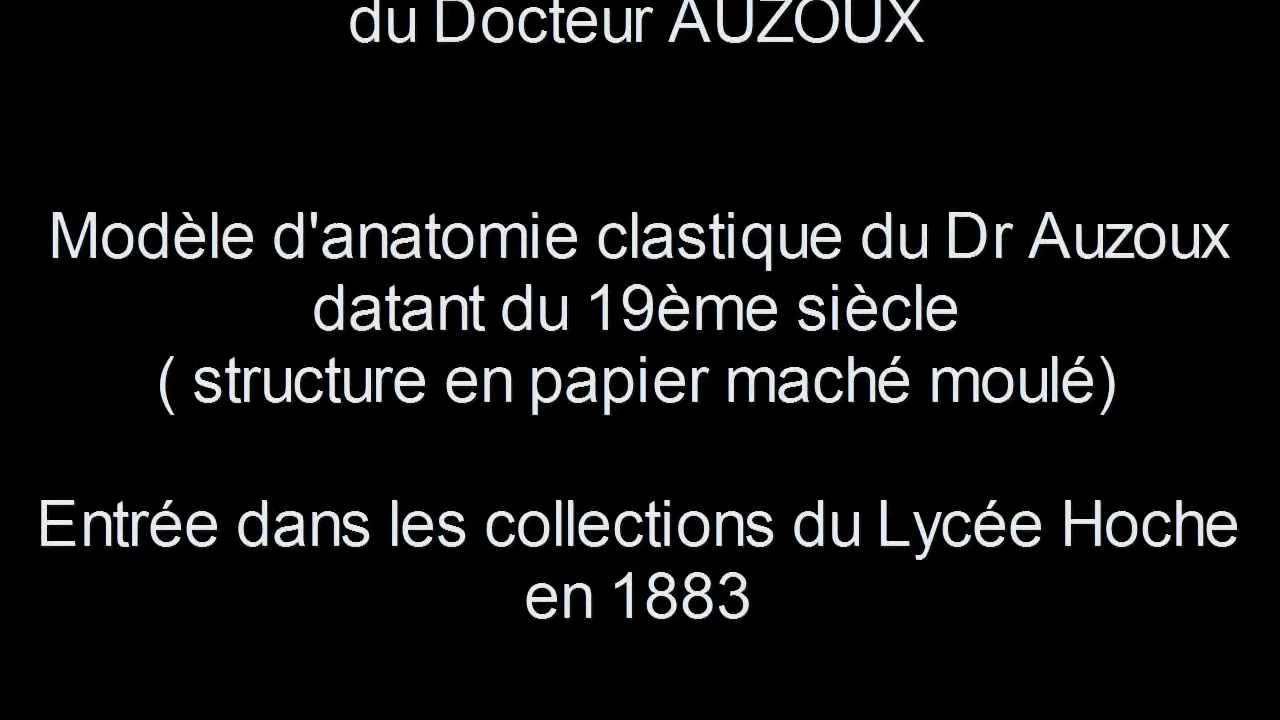 du Docteur AUZOUX
Modèle d'anatomie clastique du Dr Auzoux
datant du 19ème siècle
( structure en papier maché moulé)
Entrée dans les collections du Lycée Hoche
en 1883